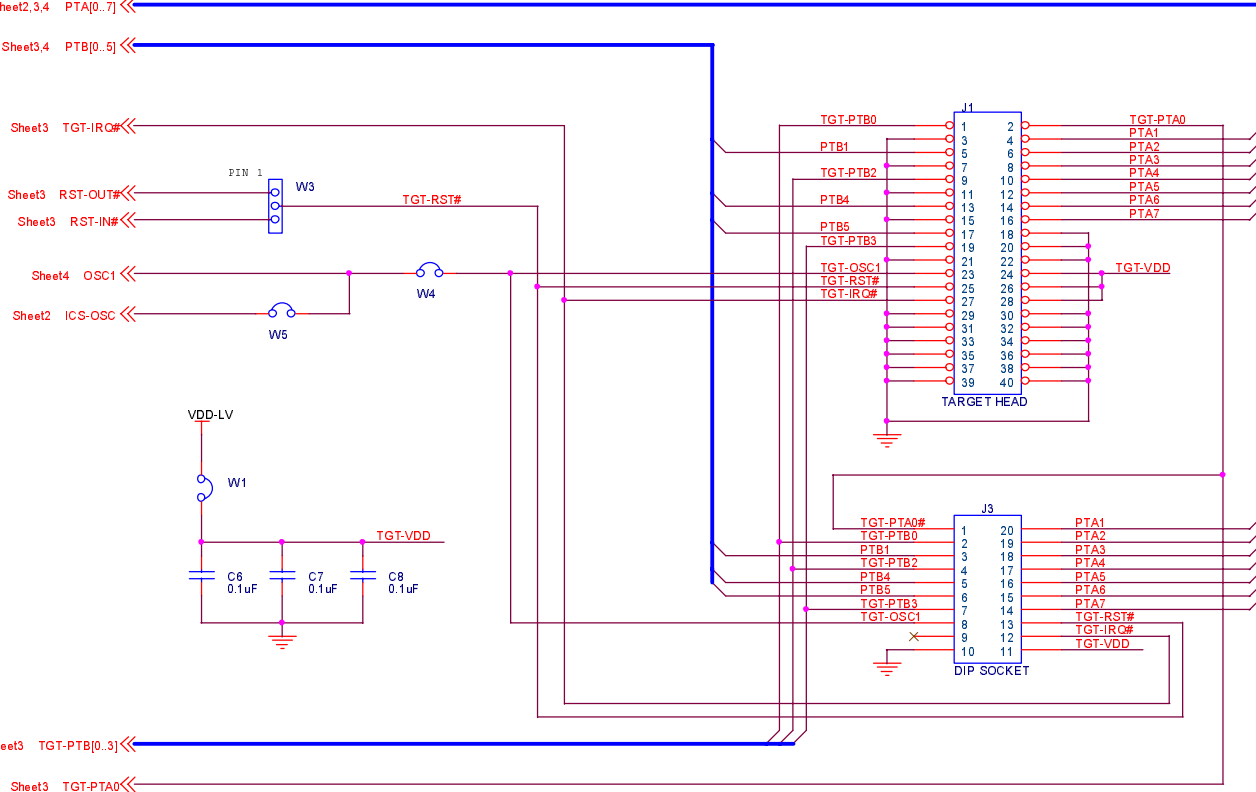 heet2,3,4 PTA[0..7]
Sheet3,4 PTB[0..5]
J1
Sheet3 TGT-IRQ#
TGT-PTB0 1 2 TGT-PTA0
3 4 PTA1
PTB1 5 6 PTA2
7 8 PTA3
TGT-PTB2 9 10 PTA4
11 12 PTA5
PTB4 13 14 PTA6
15 16 PTA7
PTB5 17 18
TGT-PTB3 19 20
21 22
TGT-OSC1 23 24 TGT-VDD
TGT-RST# 25 26
TGT-IRQ# 27 28
29 30
31 32
33 34
35 36
37 38
39 40
TARGET HEAD
PIN 1
W3
Sheet3 RST-OUT#
TGT-RST#
Sheet3 RST-IN#
Sheet4 OSC1
W4
Sheet2 ICS-OSC
W5
VDD-LV
W1
TGT-VDD
C6
0.1uF
C7
0.1uF
C8
0.1uF
J3
TGT-PTA0# 1 20 PTA1
TGT-PTB0 2 19 PTA2
PTB1 3 18 PTA3
TGT-PTB2 4 17 PTA4
PTB4 5 16 PTA5
PTB5 6 15 PTA6
TGT-PTB3 7 14 PTA7
TGT-OSC1 8 13 TGT-RST#
9 12 TGT-IRQ#
10 11 TGT-VDD
DIP SOCKET
eet3 TGT-PTB[0..3]
Sheet3 TGT-PTA0